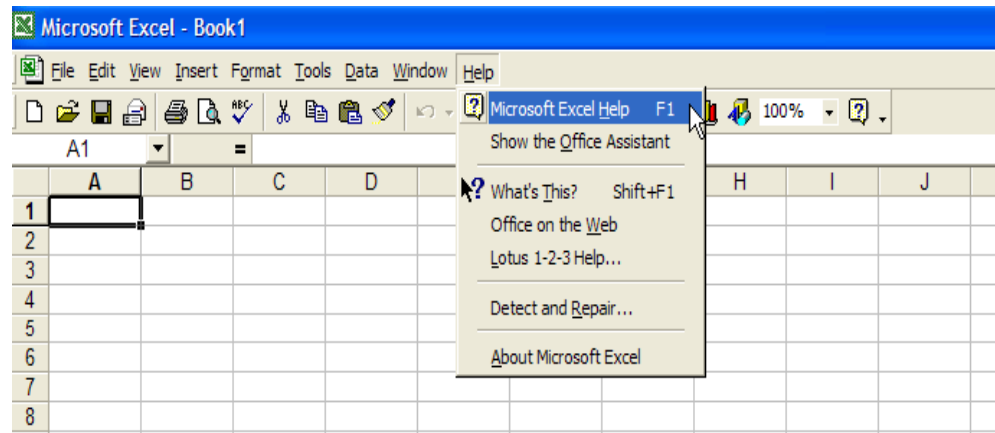 Microsoft Excel - Book1
File Edit View Insert Format Tools Data Window Help
ABC 100% ?
Microsoft Excel Help F1
Show the Office Assistant
What's This? Shift+F1
Office on the Web
Lotus 1-2-3 Help...
Detect and Repair...
About Microsoft Excel
A1 =
A B C D H I J
1
2
3
4
5
6
7
8